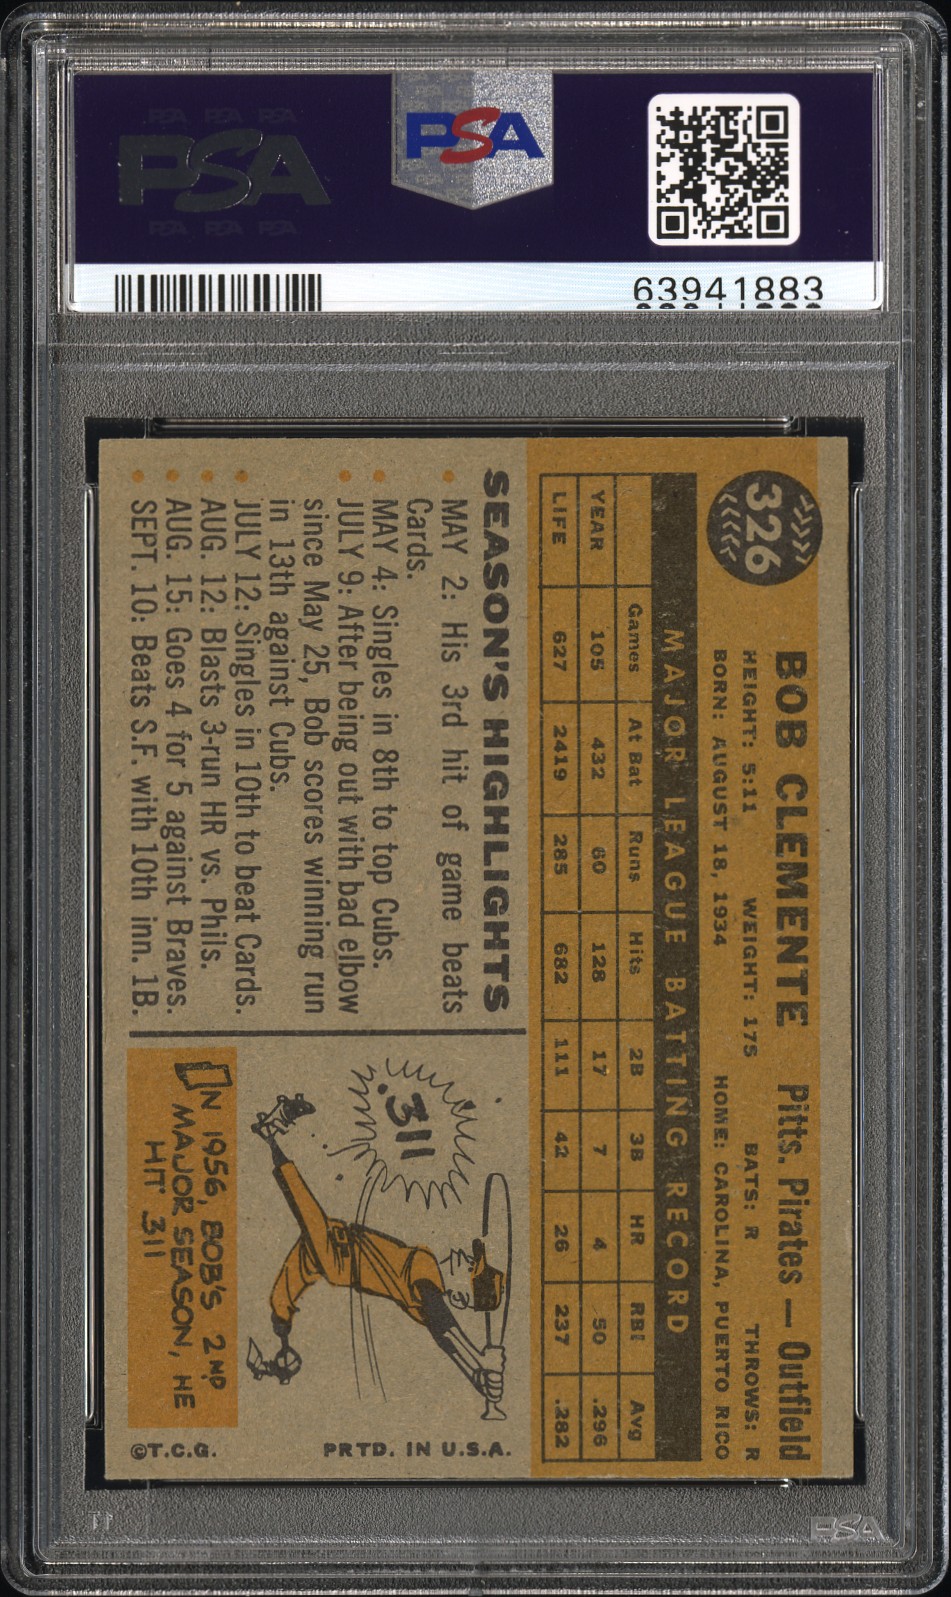 PSA PSA PSA
PSA
PSA PSA PSA
PSA
63941883
326
BOB CLEMENTE Pitts. Pirates — Outfield
HEIGHT: 5:11 WEIGHT: 175 BATS: R THROWS: R
BORN: AUGUST 18, 1934 HOME: CAROLINA, PUERTO RICO
MAJOR LEAGUE BATTING RECORD
Games At Bat Runs Hits 2B 3B HR RBI Avg
YEAR 105 432 60 128 17 7 4 50 .296
LIFE 627 2419 285 682 111 42 26 237 .282
SEASON'S HIGHLIGHTS
• MAY 2: His 3rd hit of game beats
Cards.
• MAY 4: Singles in 8th to top Cubs.
• JULY 9: After being out with bad elbow
since May 25, Bob scores winning run
in 13th against Cubs.
• JULY 12: Singles in 10th to beat Cards.
• AUG. 12: Blasts 3-run HR vs. Phils.
• AUG. 15: Goes 4 for 5 against Braves.
• SEPT. 10: Beats S.F. with 10th inn. 1B.
.311
IN 1956, BOB'S 2ND
MAJOR SEASON, HE
HIT .311
©T.C.G. PRTD. IN U.S.A.
PSA